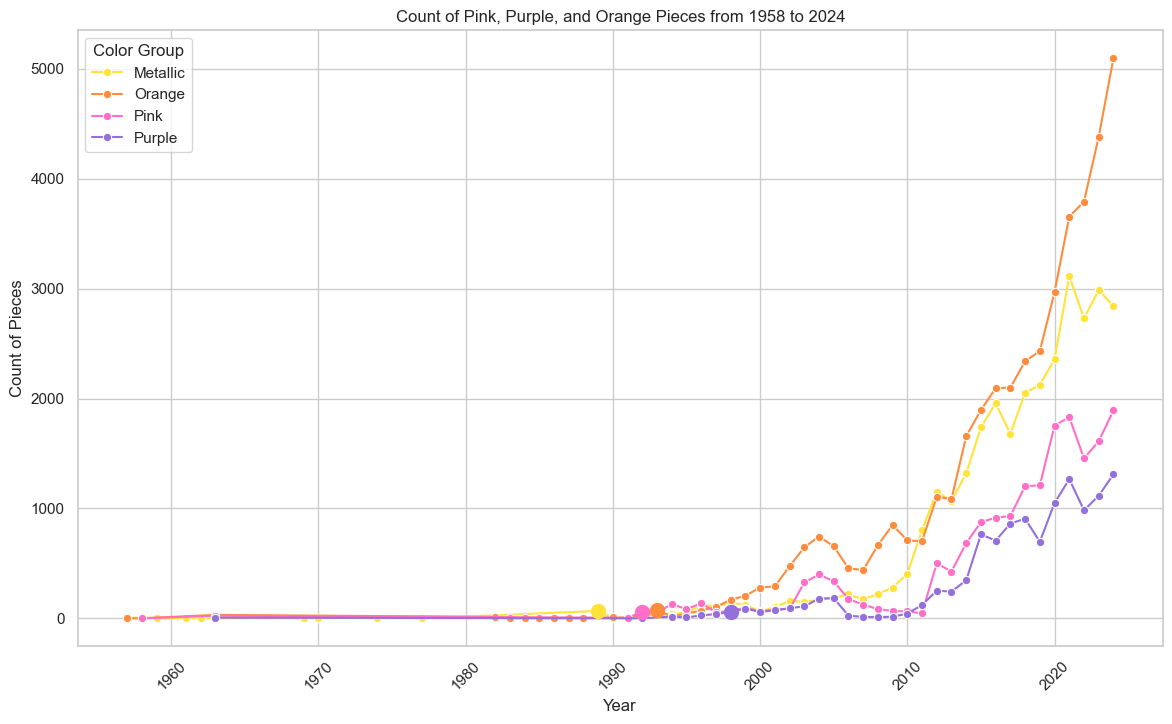 Count of Pink, Purple, and Orange Pieces from 1958 to 2024
Color Group
Metallic
Orange
Pink
Purple
5000
4000
3000
2000
1000
0
Count of Pieces
1960
1970
1980
1990
2000
2010
2020
Year